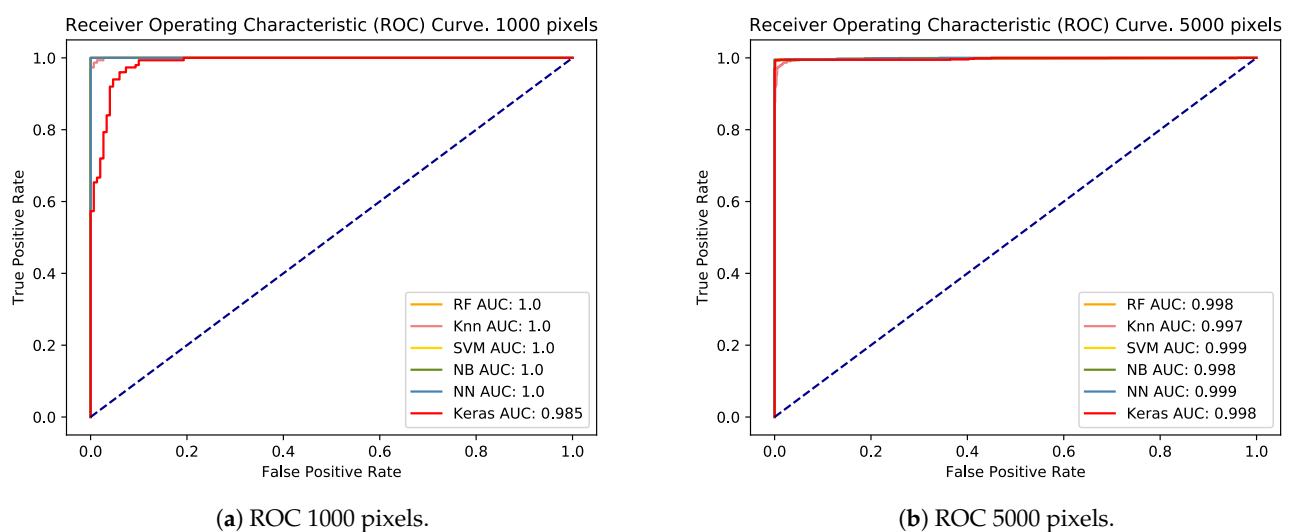 Receiver Operating Characteristic (ROC) Curve. 1000 pixels
1.0
0.8
0.6
0.4
0.2
0.0
True Positive Rate
RF AUC: 1.0
Knn AUC: 1.0
SVM AUC: 1.0
NB AUC: 1.0
NN AUC: 1.0
Keras AUC: 0.985
0.0 0.2 0.4 0.6 0.8 1.0
False Positive Rate
(a) ROC 1000 pixels.
Receiver Operating Characteristic (ROC) Curve. 5000 pixels
1.0
0.8
0.6
0.4
0.2
0.0
True Positive Rate
RF AUC: 0.998
Knn AUC: 0.997
SVM AUC: 0.999
NB AUC: 0.998
NN AUC: 0.999
Keras AUC: 0.998
0.0 0.2 0.4 0.6 0.8 1.0
False Positive Rate
(b) ROC 5000 pixels.